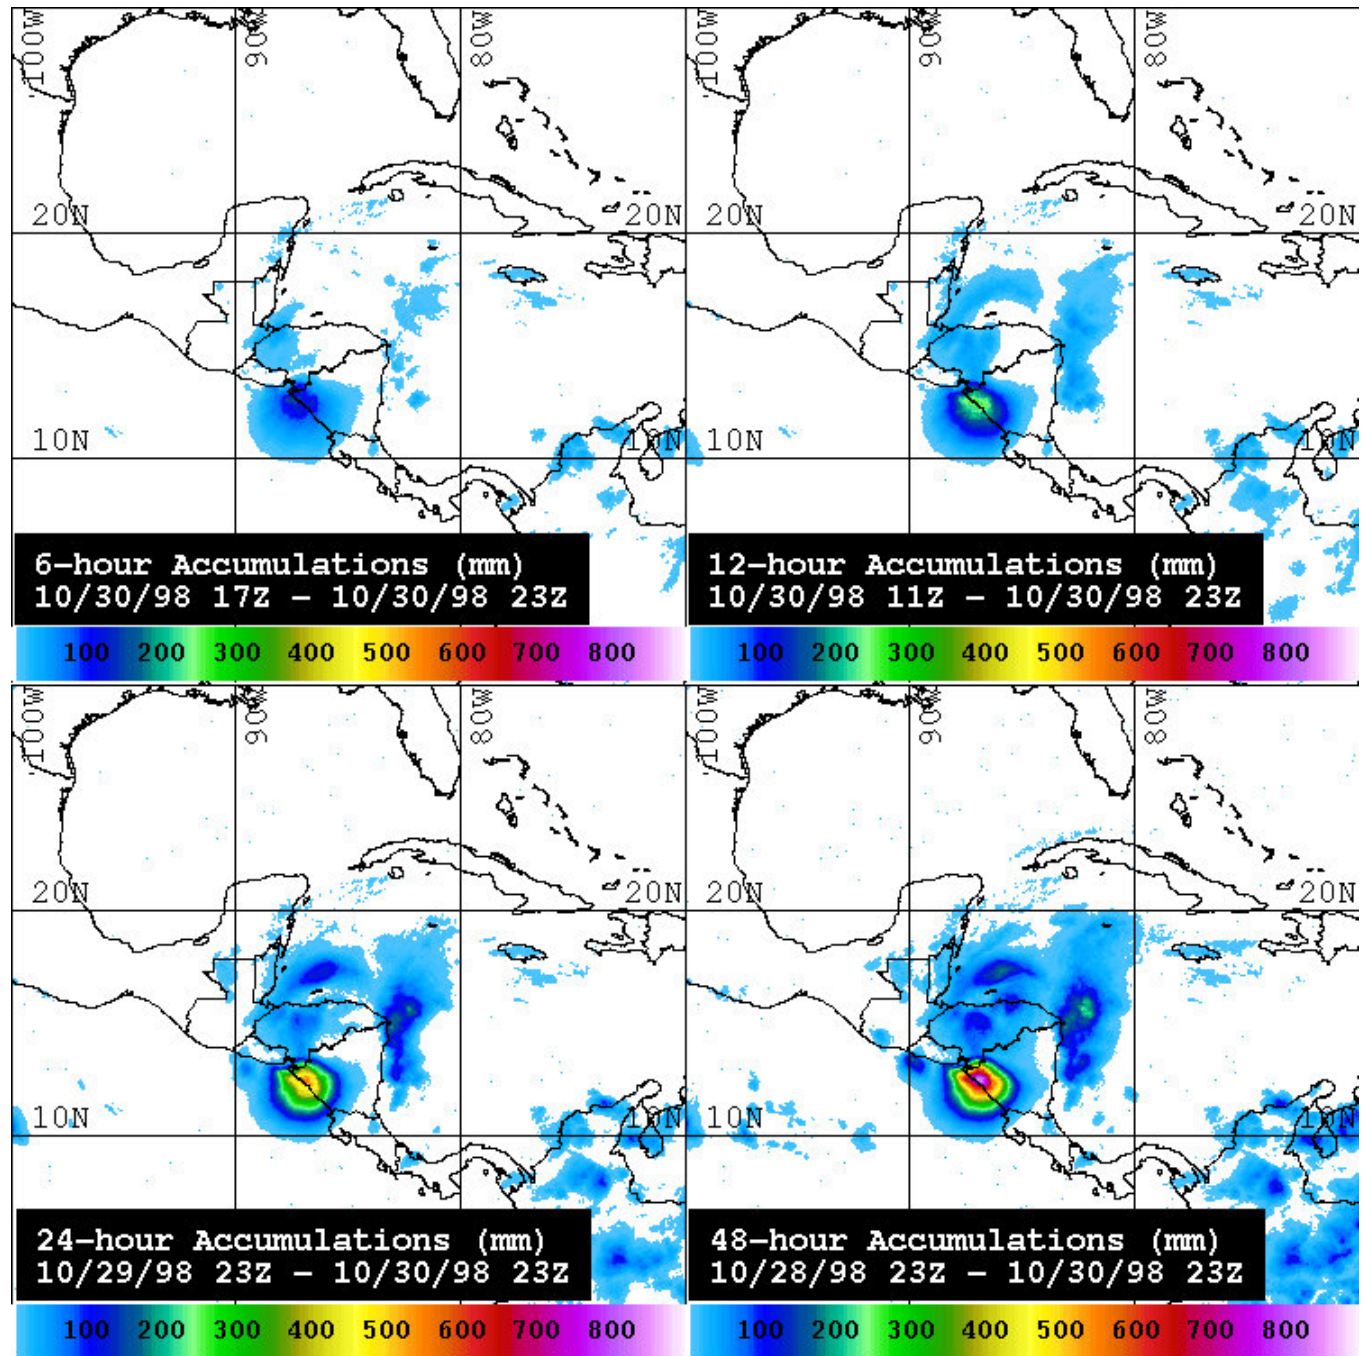 100W 90W 80W 100W 90W 80W
20N 20N 20N 20N
10N 10N 10N 10N
6-hour Accumulations (mm)
10/30/98 17Z - 10/30/98 23Z
12-hour Accumulations (mm)
10/30/98 11Z - 10/30/98 23Z
100 200 300 400 500 600 700 800
100 200 300 400 500 600 700 800
100W 90W 80W 100W 90W 80W
20N 20N 20N 20N
10N 10N 10N 10N
24-hour Accumulations (mm)
10/29/98 23Z - 10/30/98 23Z
48-hour Accumulations (mm)
10/28/98 23Z - 10/30/98 23Z
100 200 300 400 500 600 700 800
100 200 300 400 500 600 700 800